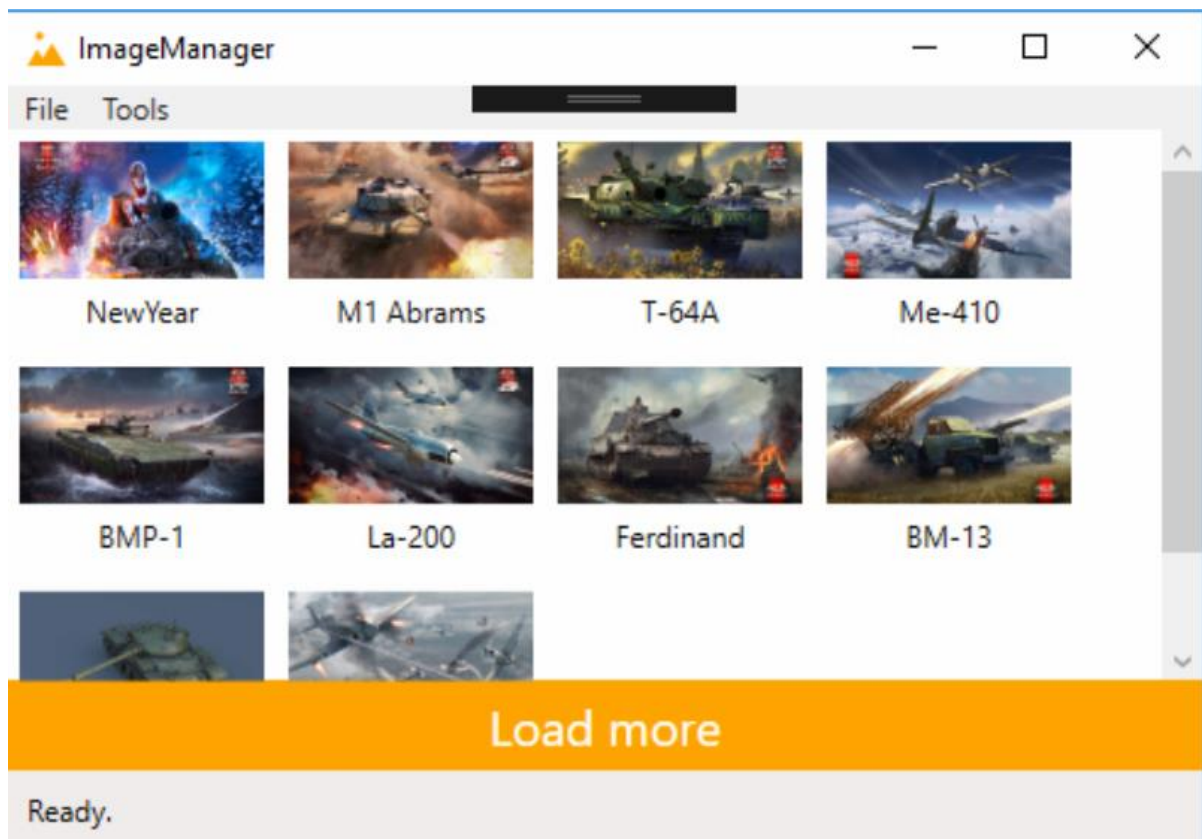 ImageManager
File Tools
NewYear M1 Abrams T-64A Me-410
BMP-1 La-200 Ferdinand BM-13
Load more
Ready.